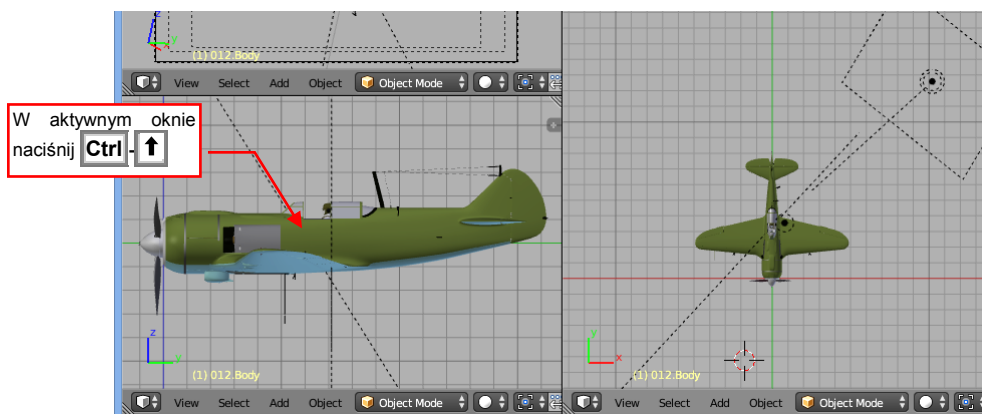 z
y
x
(1) 012.Body
View Select Add Object Object Mode
W aktywnym oknie
naciśnij Ctrl - ↑
z
y
(1) 012.Body
View Select Add Object Object Mode
y
x
(1) 012.Body
View Select Add Object Object Mode